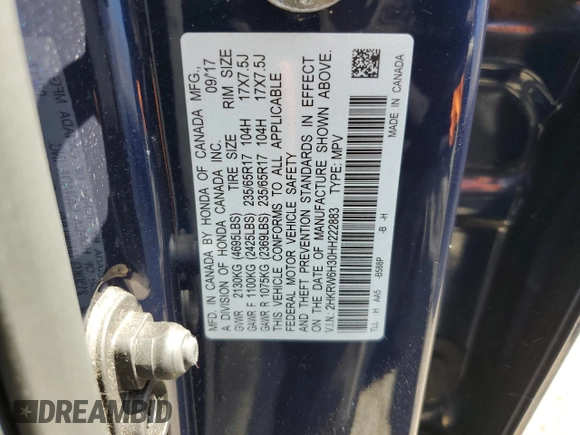 MFD. IN CANADA BY HONDA OF CANADA MFG., 09/17
A DIVISION OF HONDA CANADA INC. TIRE SIZE RIM SIZE
GVWR 2130KG (4695LBS)
GAWR F 1100KG (2425LBS) 235/65R17 104H 17X7.5J
GAWR R 1075KG (2369LBS) 235/65R17 104H 17X7.5J
THIS VEHICLE CONFORMS TO ALL APPLICABLE
FEDERAL MOTOR VEHICLE SAFETY
AND THEFT PREVENTION STANDARDS IN EFFECT
ON THE DATE OF MANUFACTURE SHOWN ABOVE.
V.I.N.: 2HKRW6H30HH222883 TYPE: MPV
TLL H AA5 -B588P -B -H
MADE IN CANADA
DREAMBID